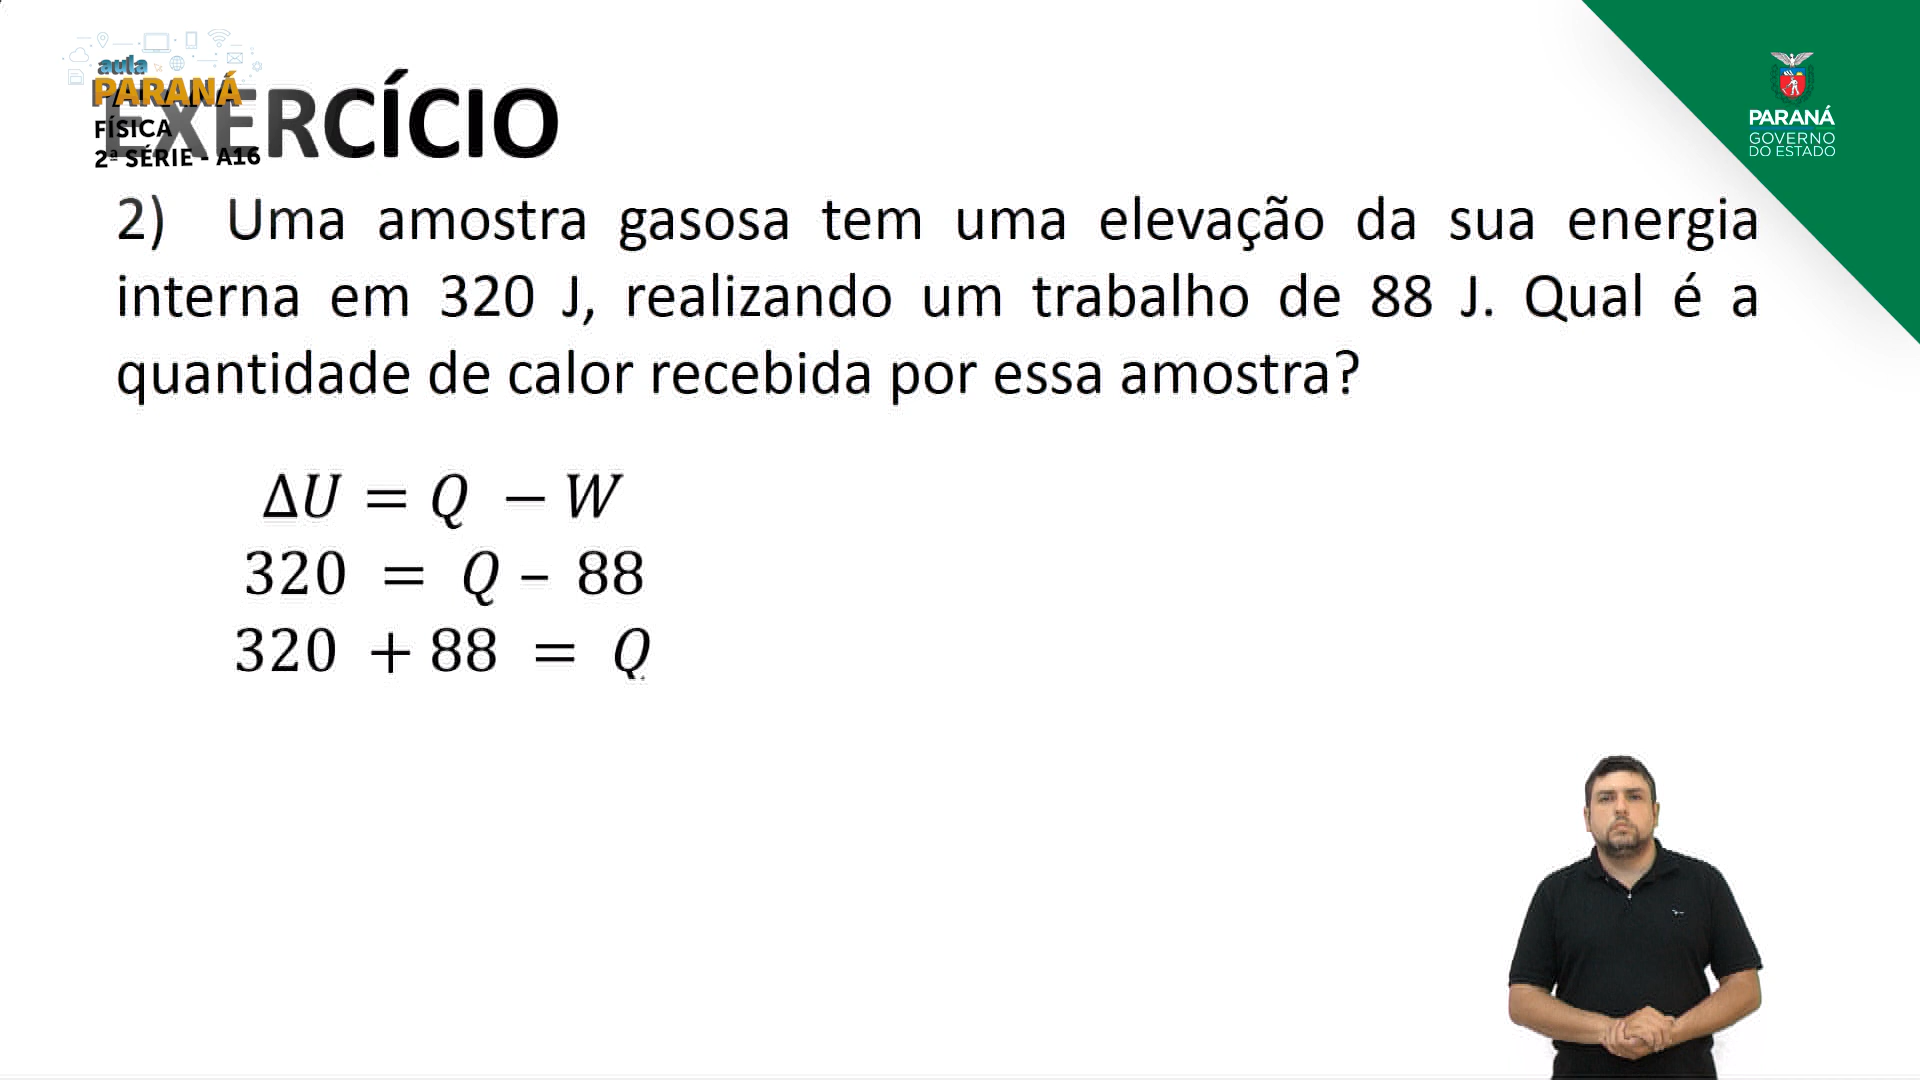 aula
PARANÁ
FÍSICA
2ª SÉRIE - A16
EXERCÍCIO
PARANÁ
GOVERNO
DO ESTADO
2) Uma amostra gasosa tem uma elevação da sua energia
interna em 320 J, realizando um trabalho de 88 J. Qual é a
quantidade de calor recebida por essa amostra?
ΔU = Q − W
320 = Q – 88
320 + 88 = Q